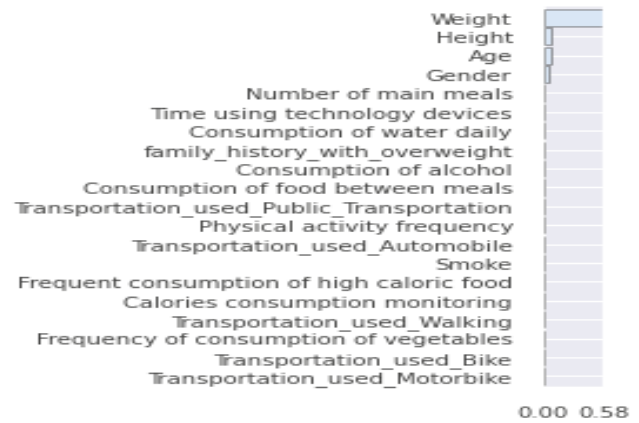 Weight
Height
Age
Gender
Number of main meals
Time using technology devices
Consumption of water daily
family_history_with_overweight
Consumption of alcohol
Consumption of food between meals
Transportation_used_Public_Transportation
Physical activity frequency
Transportation_used_Automobile
Smoke
Frequent consumption of high caloric food
Calories consumption monitoring
Transportation_used_Walking
Frequency of consumption of vegetables
Transportation_used_Bike
Transportation_used_Motorbike
0.00 0.58